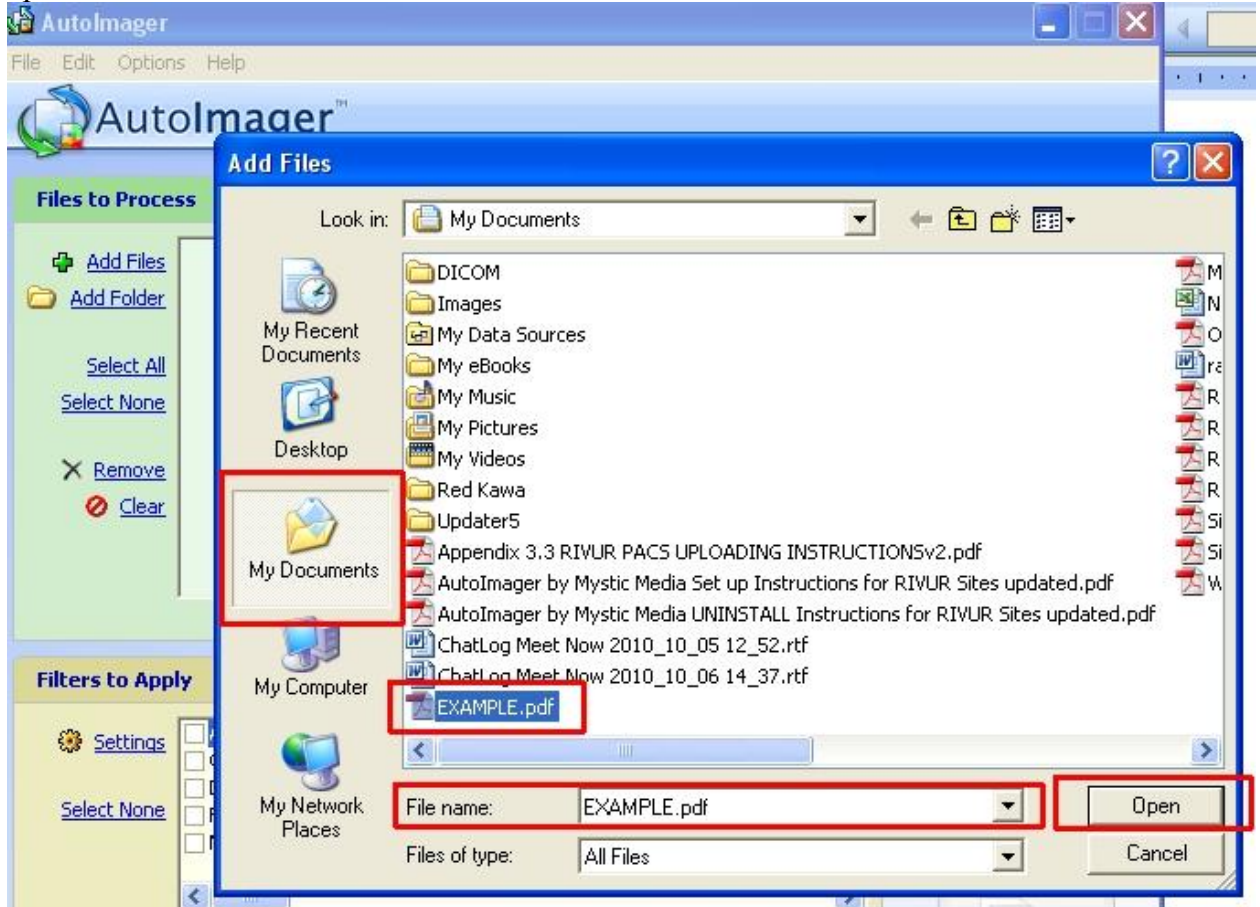 AutoImager
File Edit Options Help
AutoImager™
Add Files
Files to Process
Look in: My Documents
Add Files
Add Folder
Select All
Select None
Remove
Clear
My Recent
Documents
Desktop
My Documents
My Computer
My Network
Places
DICOM
Images
My Data Sources
My eBooks
My Music
My Pictures
My Videos
Red Kawa
Updater5
Appendix 3.3 RIVUR PACS UPLOADING INSTRUCTIONSv2.pdf
AutoImager by Mystic Media Set up Instructions for RIVUR Sites updated.pdf
AutoImager by Mystic Media UNINSTALL Instructions for RIVUR Sites updated.pdf
ChatLog Meet Now 2010_10_05 12_52.rtf
ChatLog Meet Now 2010_10_06 14_37.rtf
EXAMPLE.pdf
M
N
O
ra
R
R
R
R
Si
Si
W
Filters to Apply
Settings
Select None
File name: EXAMPLE.pdf Open
Files of type: All Files Cancel